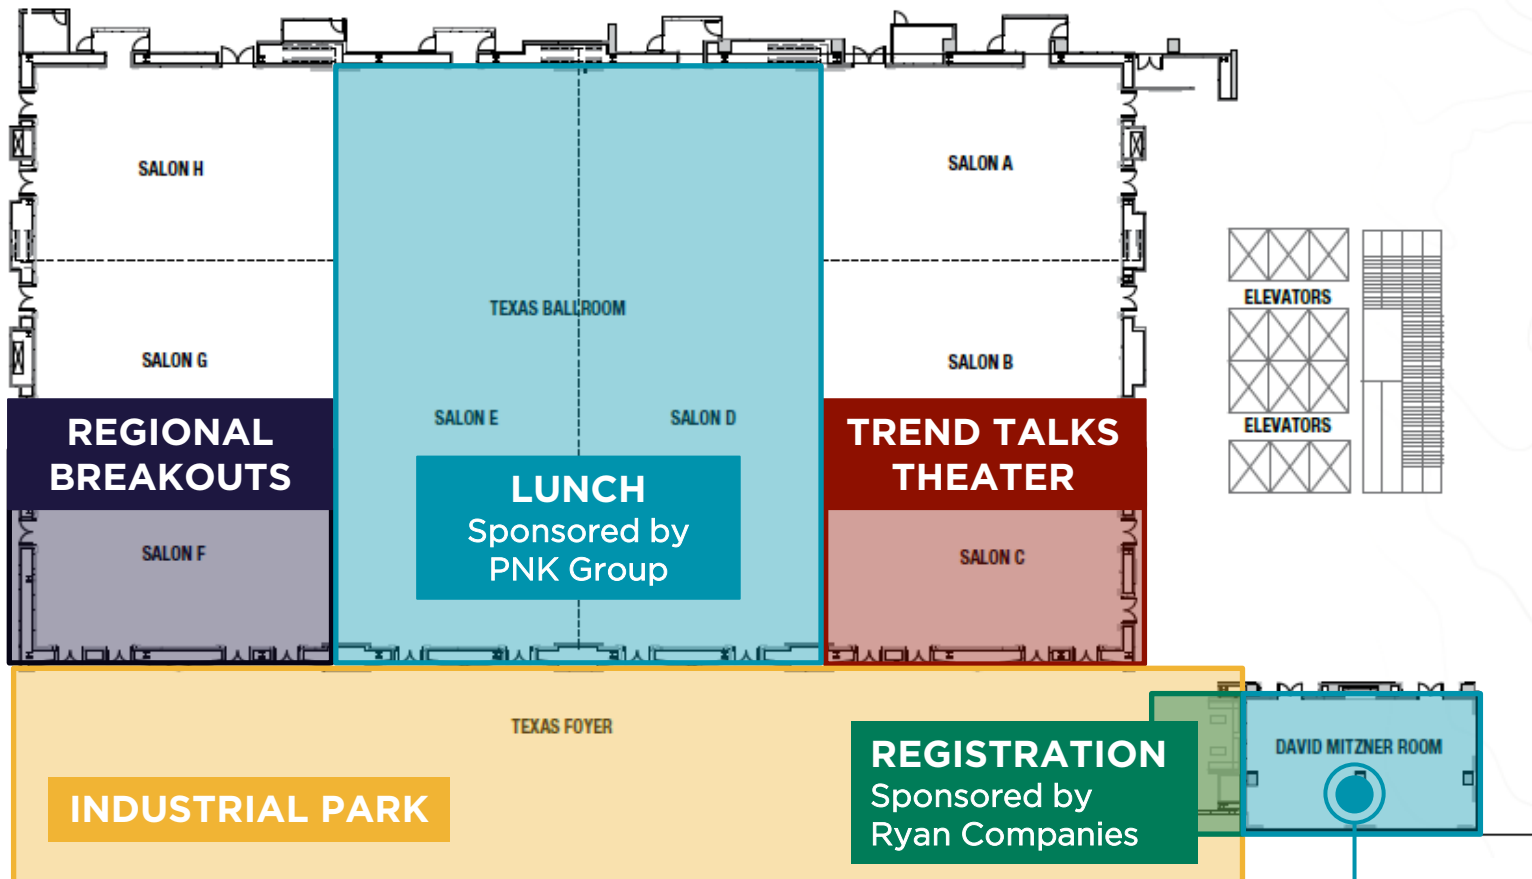 SALON H
SALON A
ELEVATORS
TEXAS BALLROOM
SALON G
SALON B
SALON E
SALON D
ELEVATORS
REGIONAL
BREAKOUTS
TREND TALKS
THEATER
LUNCH
Sponsored by
PNK Group
SALON F
SALON C
TEXAS FOYER
DAVID MITZNER ROOM
REGISTRATION
Sponsored by
Ryan Companies
INDUSTRIAL PARK